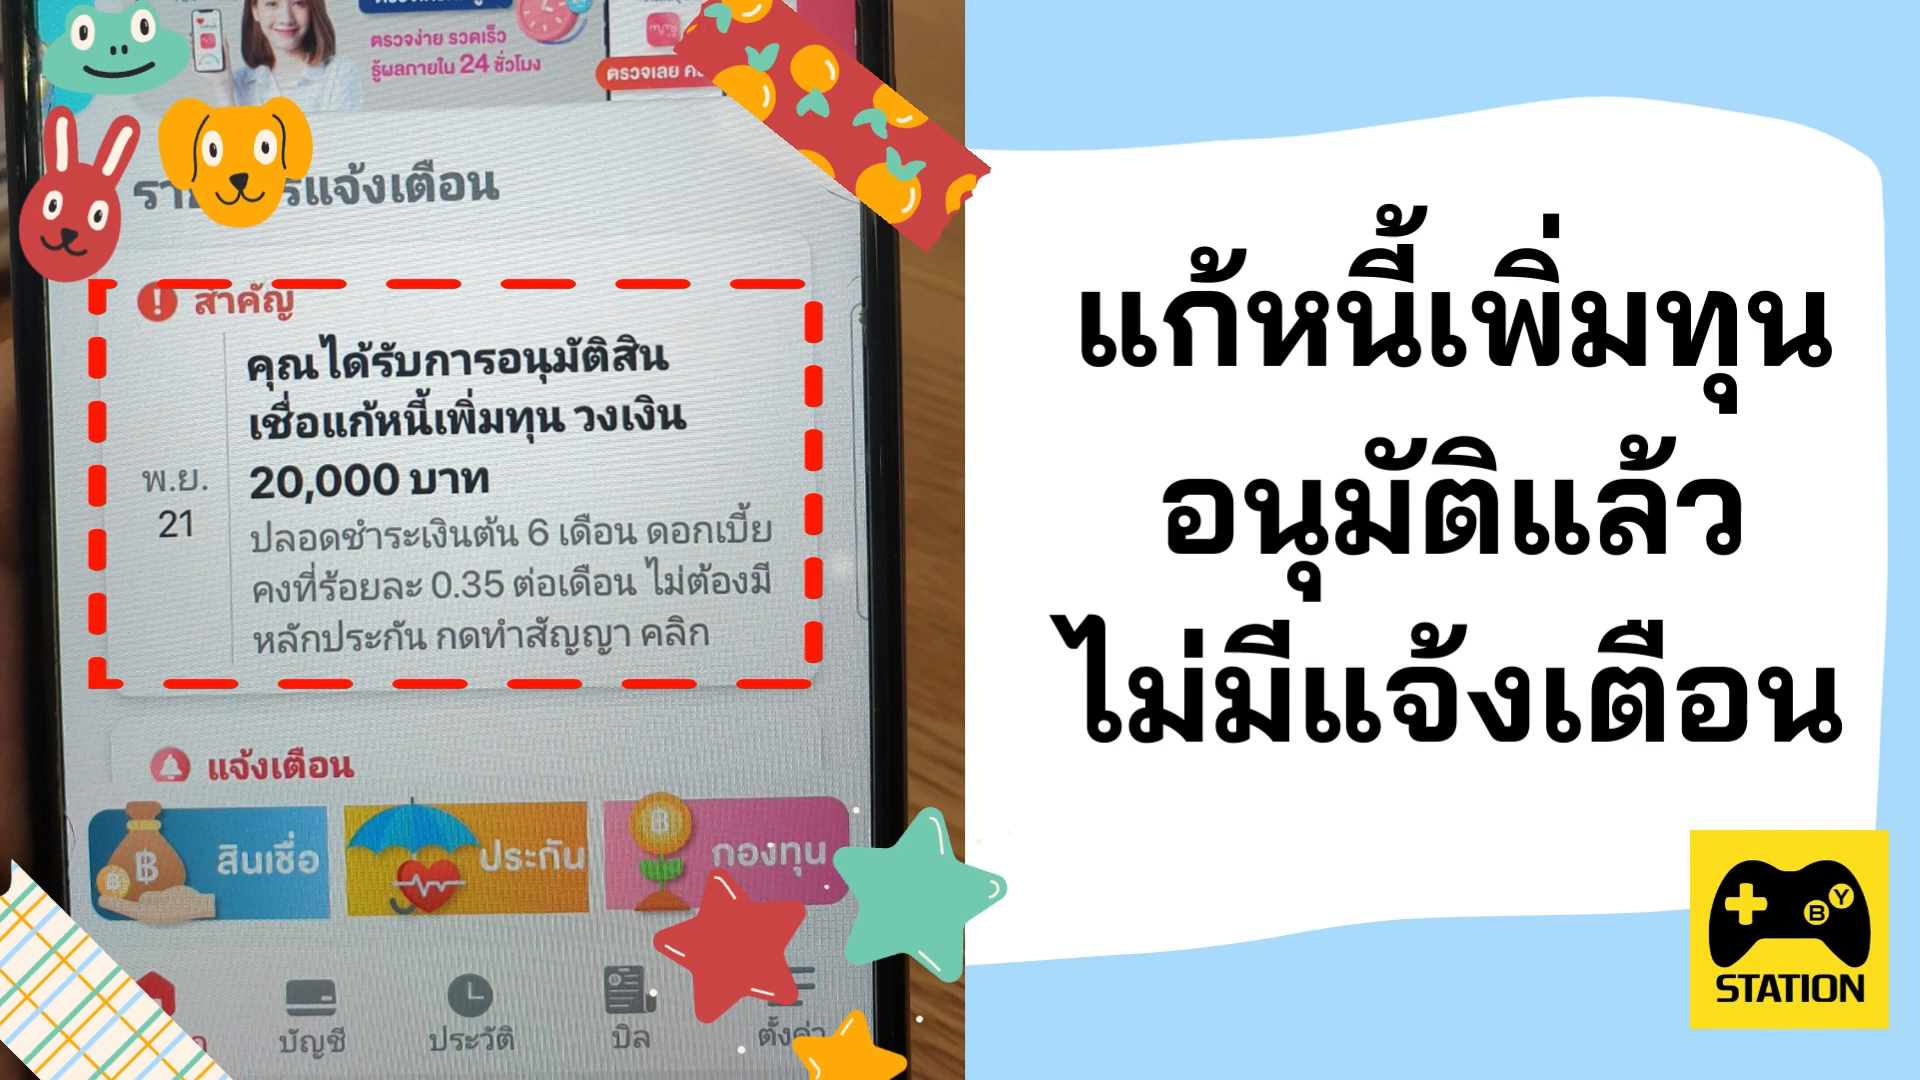 ตรวจง่าย รวดเร็ว
รู้ผลภายใน 24 ชั่วโมง
ตรวจเลย
แจ้งเตือน
สำคัญ
คุณได้รับการอนุมัติสิน
เชื่อแก้หนี้เพิ่มทุน วงเงิน
20,000 บาท
พ.ย.
21
ปลอดชำระเงินต้น 6 เดือน ดอกเบี้ย
คงที่ร้อยละ 0.35 ต่อเดือน ไม่ต้องมี
หลักประกัน กดทำสัญญา คลิก
แจ้งเตือน
สินเชื่อ
ประกัน
กองทุน
บัญชี
ประวัติ
บิล
ตั้งค่า
แก้หนี้เพิ่มทุน
อนุมัติแล้ว
ไม่มีแจ้งเตือน
B Y
STATION